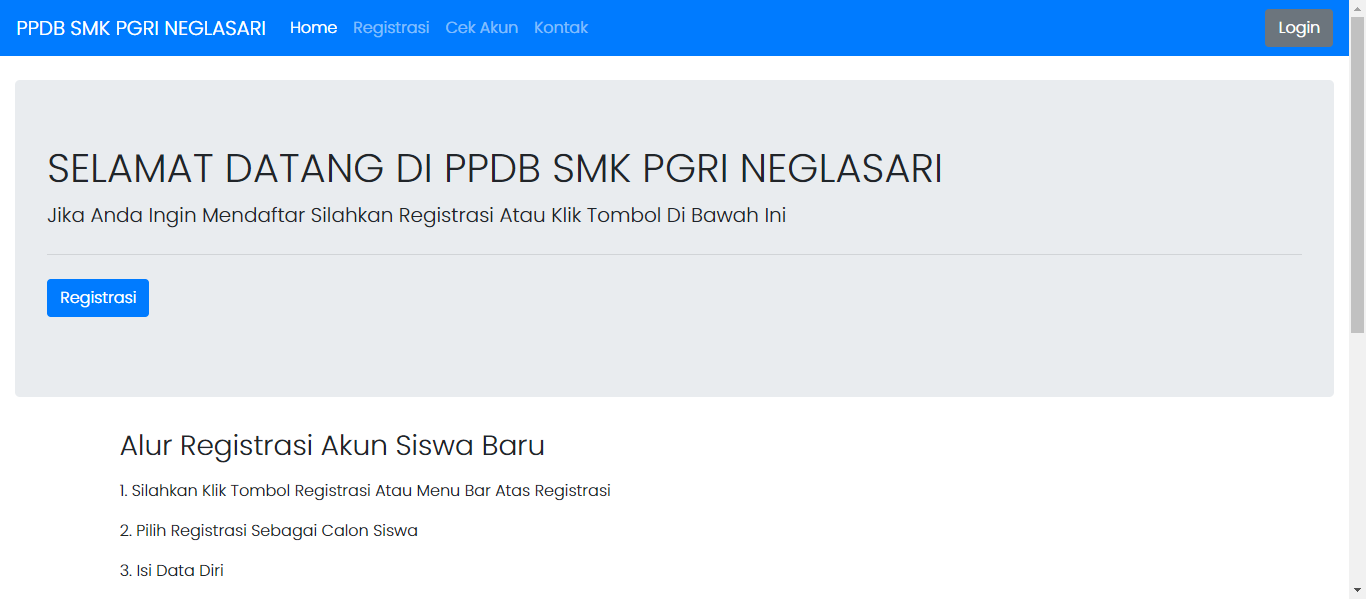 PPDB SMK PGRI NEGLASARI Home Registrasi Cek Akun Kontak Login
SELAMAT DATANG DI PPDB SMK PGRI NEGLASARI
Jika Anda Ingin Mendaftar Silahkan Registrasi Atau Klik Tombol Di Bawah Ini
Registrasi
Alur Registrasi Akun Siswa Baru
1. Silahkan Klik Tombol Registrasi Atau Menu Bar Atas Registrasi
2. Pilih Registrasi Sebagai Calon Siswa
3. Isi Data Diri